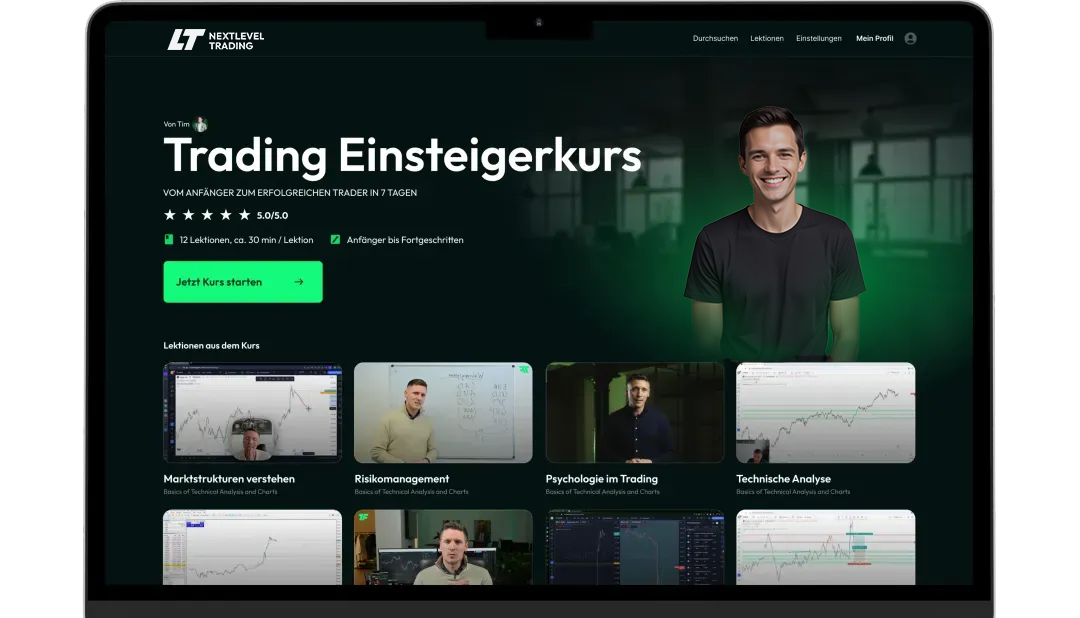 NEXTLEVEL
TRADING
Durchsuchen
Lektionen
Einstellungen
Mein Profil
Von Tim
Trading Einsteigerkurs
VOM ANFÄNGER ZUM ERFOLGREICHEN TRADER IN 7 TAGEN
5.0/5.0
12 Lektionen, ca. 30 min / Lektion
Anfänger bis Fortgeschritten
Jetzt Kurs starten
Lektionen aus dem Kurs
Marktstrukturen verstehen
Basics of Technical Analysis and Charts
Risikomanagement
Basics of Technical Analysis and Charts
Psychologie im Trading
Basics of Technical Analysis and Charts
Technische Analyse
Basics of Technical Analysis and Charts